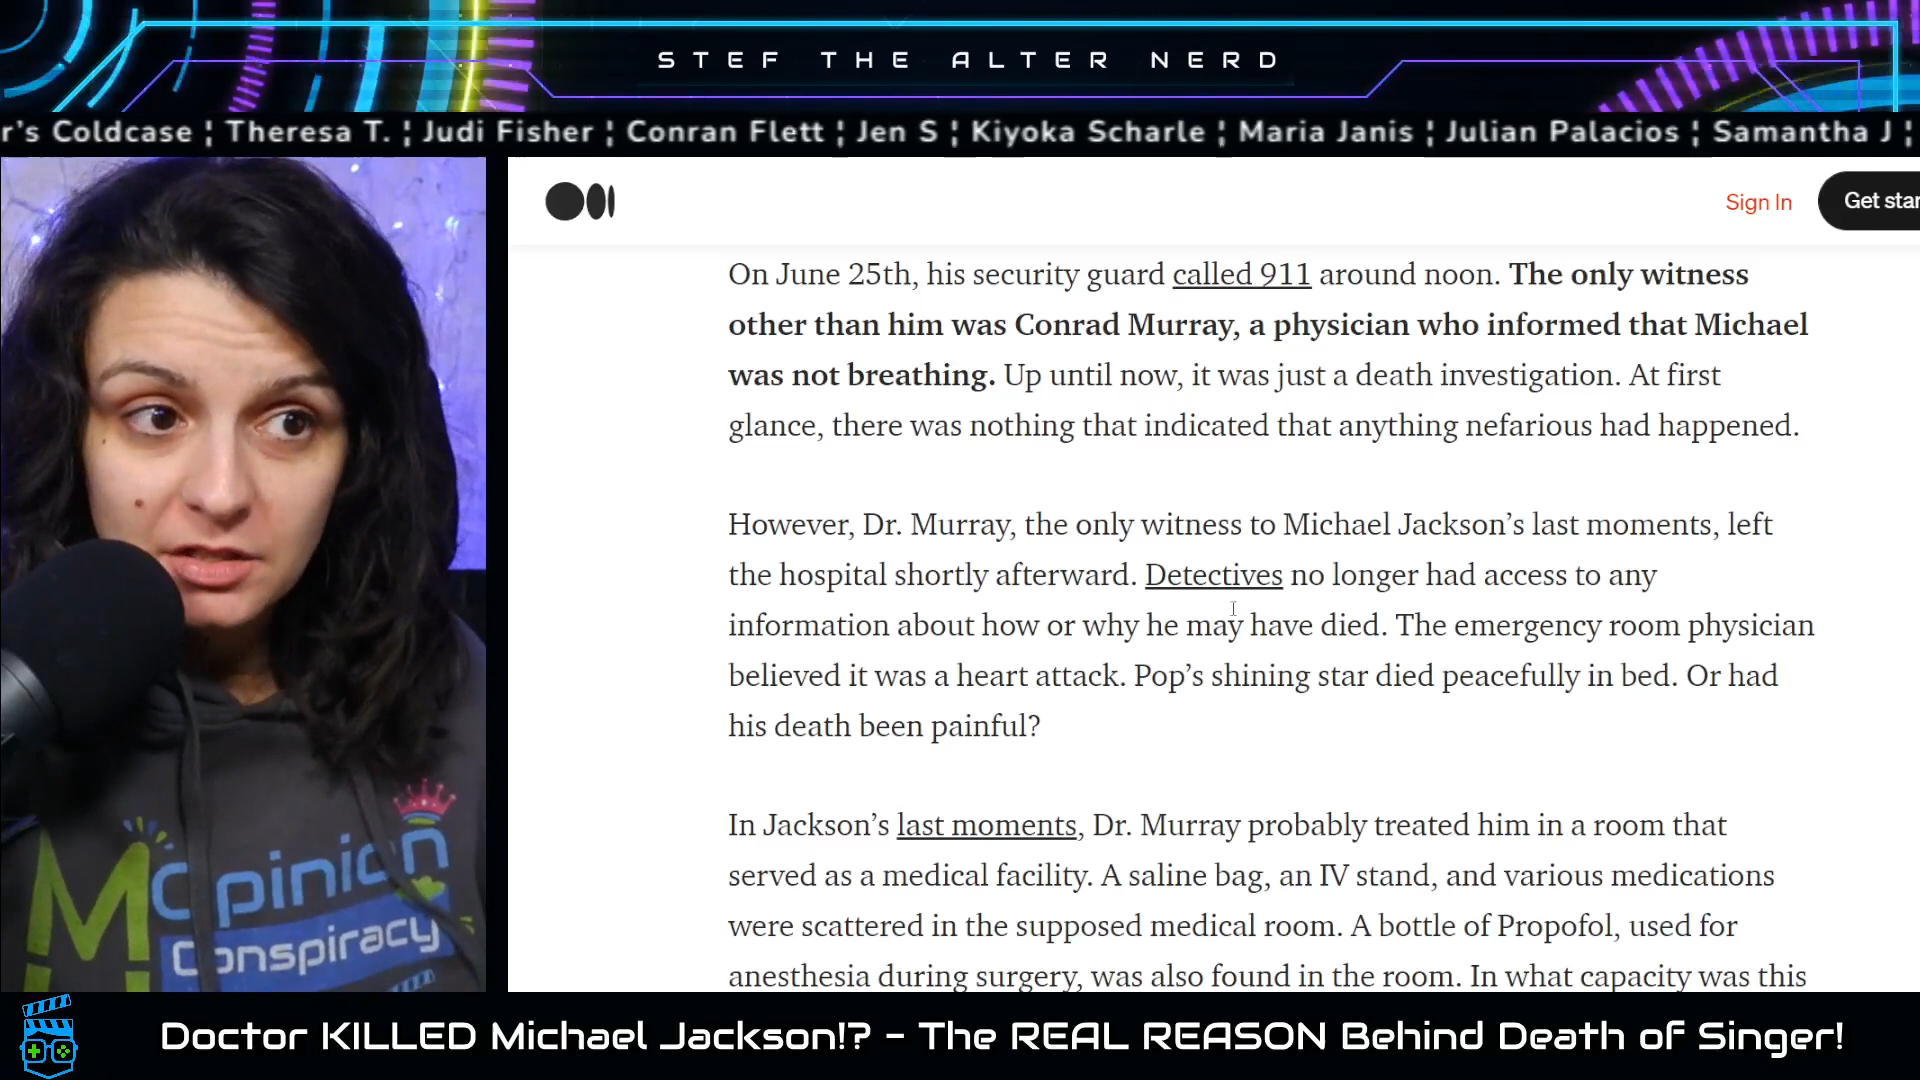 STEF THE ALTER NERD
r's Coldcase ¦ Theresa T. ¦ Judi Fisher ¦ Conran Flett ¦ Jen S ¦ Kiyoka Scharle ¦ Maria Janis ¦ Julian Palacios ¦ Samantha J ¦
Sign In
Get star
On June 25th, his security guard called 911 around noon. The only witness
other than him was Conrad Murray, a physician who informed that Michael
was not breathing. Up until now, it was just a death investigation. At first
glance, there was nothing that indicated that anything nefarious had happened.
However, Dr. Murray, the only witness to Michael Jackson’s last moments, left
the hospital shortly afterward. Detectives no longer had access to any
information about how or why he may have died. The emergency room physician
believed it was a heart attack. Pop’s shining star died peacefully in bed. Or had
his death been painful?
In Jackson’s last moments, Dr. Murray probably treated him in a room that
served as a medical facility. A saline bag, an IV stand, and various medications
were scattered in the supposed medical room. A bottle of Propofol, used for
anesthesia during surgery, was also found in the room. In what capacity was this
Opinion
Conspiracy
Doctor KILLED Michael Jackson!? - The REAL REASON Behind Death of Singer!